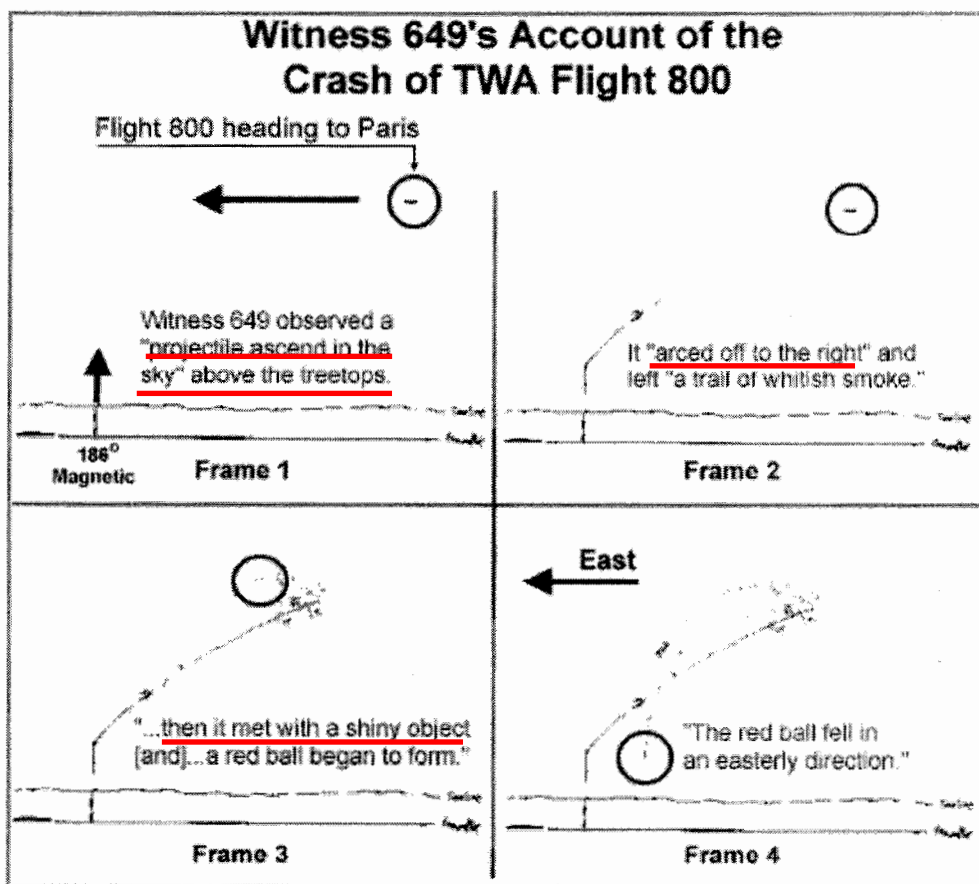 Witness 649's Account of the
Crash of TWA Flight 800
Flight 800 heading to Paris
Witness 649 observed a
"projectile ascend in the
sky" above the treetops.
186°
Magnetic
Frame 1
It "arced off to the right" and
left "a trail of whitish smoke."
Frame 2
"...then it met with a shiny object
[and]...a red ball began to form."
Frame 3
East
"The red ball fell in
an easterly direction."
Frame 4